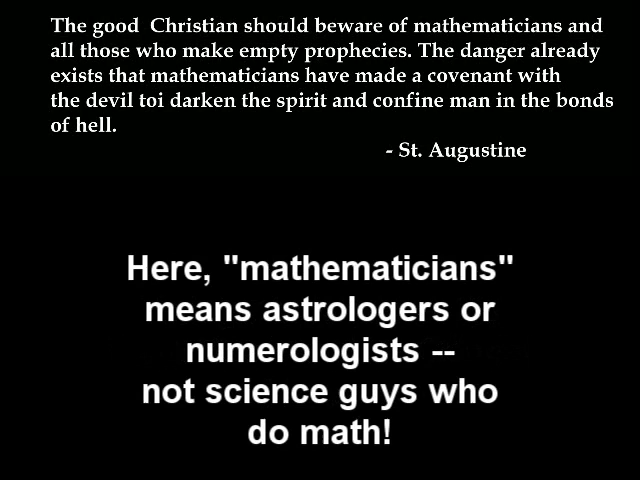 The good  Christian should beware of mathematicians and
all those who make empty prophecies. The danger already
exists that mathematicians have made a covenant with
the devil toi darken the spirit and confine man in the bonds
of hell.
- St. Augustine
Here, "mathematicians"
means astrologers or
numerologists --
not science guys who
do math!